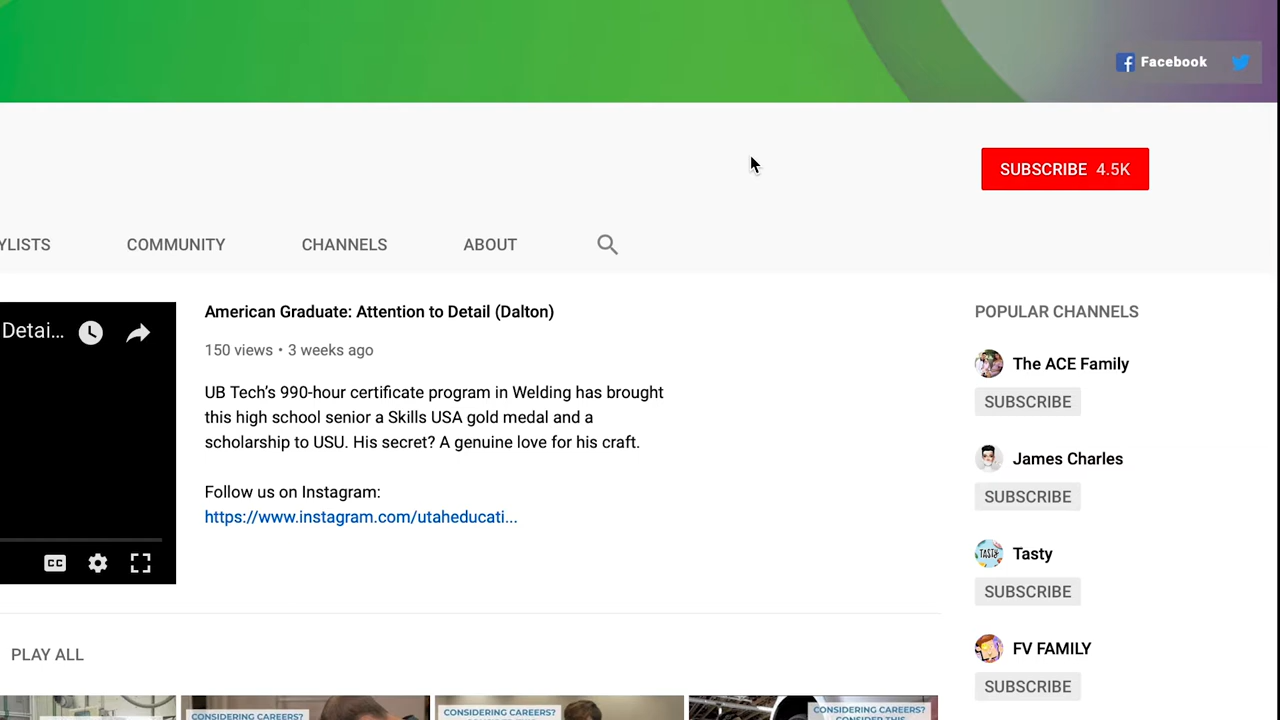 Facebook
SUBSCRIBE 4.5K
YLISTS COMMUNITY CHANNELS ABOUT
Detai...
CC
American Graduate: Attention to Detail (Dalton)
150 views • 3 weeks ago
UB Tech’s 990-hour certificate program in Welding has brought
this high school senior a Skills USA gold medal and a
scholarship to USU. His secret? A genuine love for his craft.
Follow us on Instagram:
https://www.instagram.com/utaheducati...
POPULAR CHANNELS
The ACE Family
SUBSCRIBE
James Charles
SUBSCRIBE
TASTY
Tasty
SUBSCRIBE
FV FAMILY
SUBSCRIBE
PLAY ALL
CONSIDERING CAREERS?
CONSIDERING CAREERS?
CONSIDERING CAREERS?
CONSIDER THIS